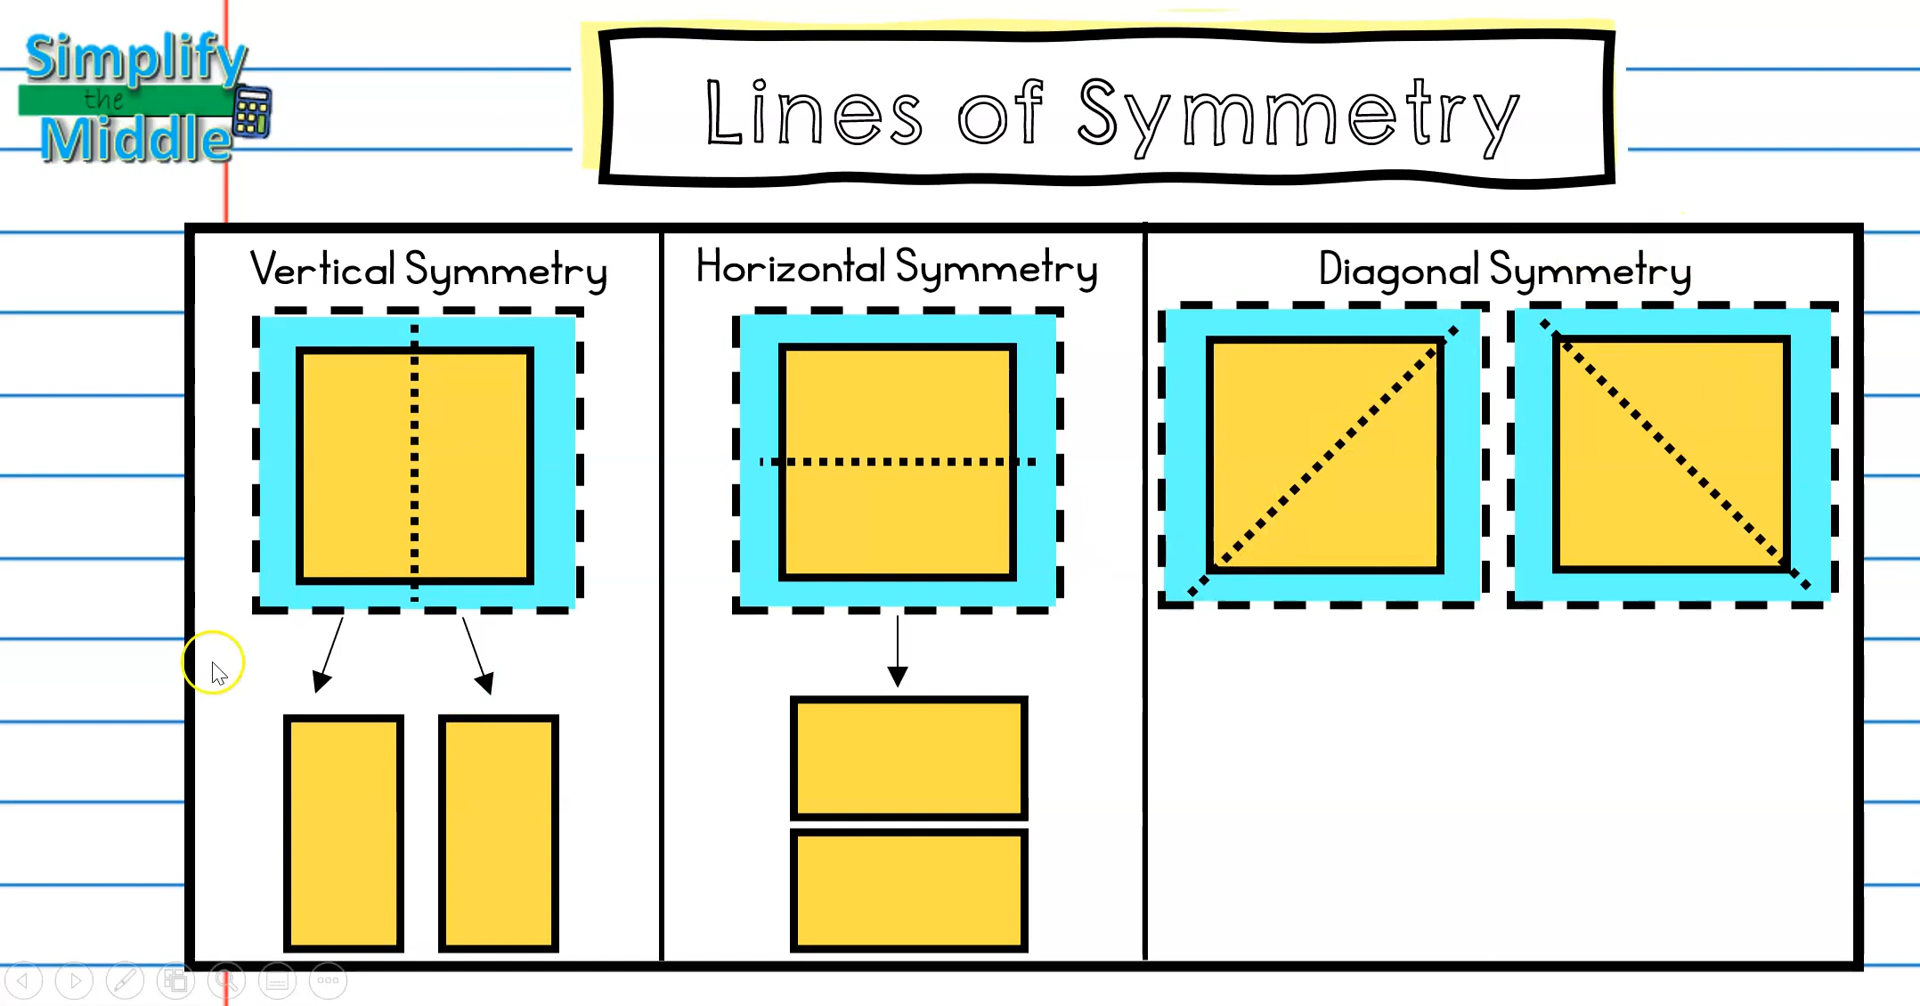 Simplify
the
Middle
Lines of Symmetry
Vertical Symmetry
Horizontal Symmetry
Diagonal Symmetry